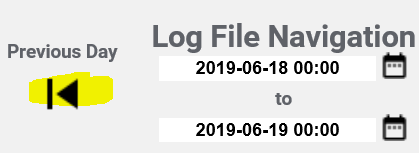 Log File Navigation
Previous Day
2019-06-18 00:00
to
2019-06-19 00:00